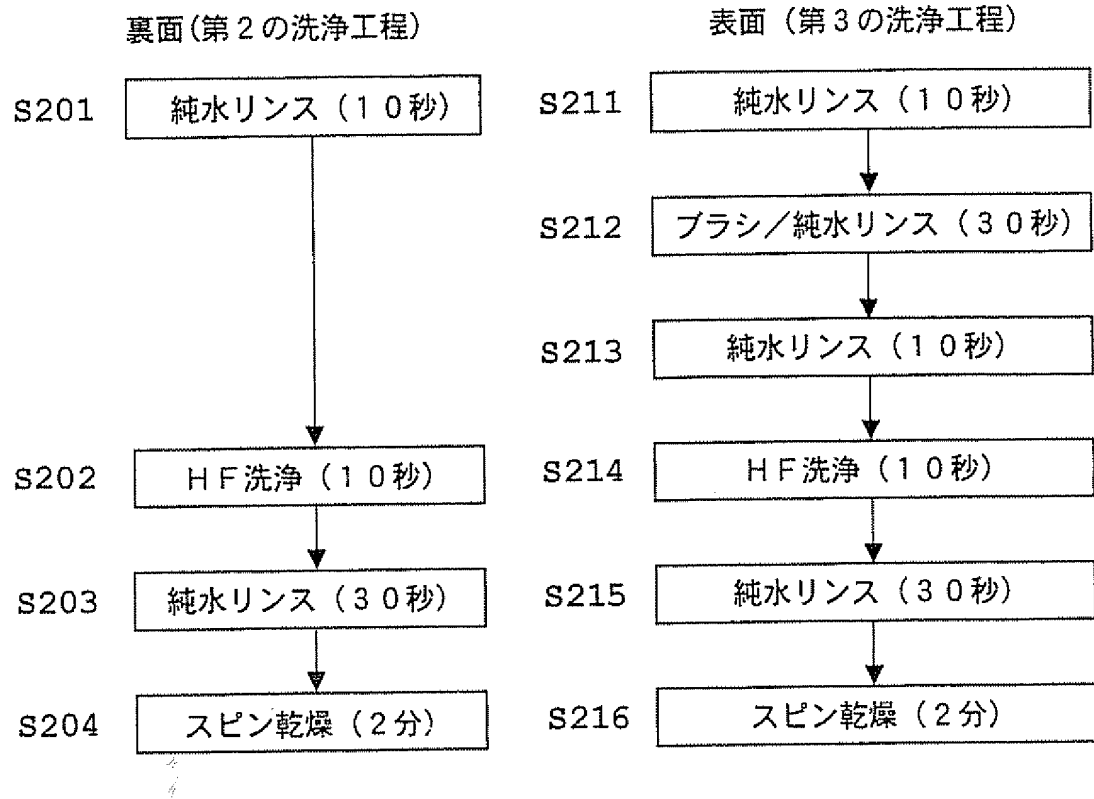 裏面(第2の洗浄工程)
S201 純水リンス(10秒)
S202 HF洗浄(10秒)
S203 純水リンス(30秒)
S204 スピン乾燥(2分)
表面(第3の洗浄工程)
S211 純水リンス(10秒)
S212 ブラシ/純水リンス(30秒)
S213 純水リンス(10秒)
S214 HF洗浄(10秒)
S215 純水リンス(30秒)
S216 スピン乾燥(2分)